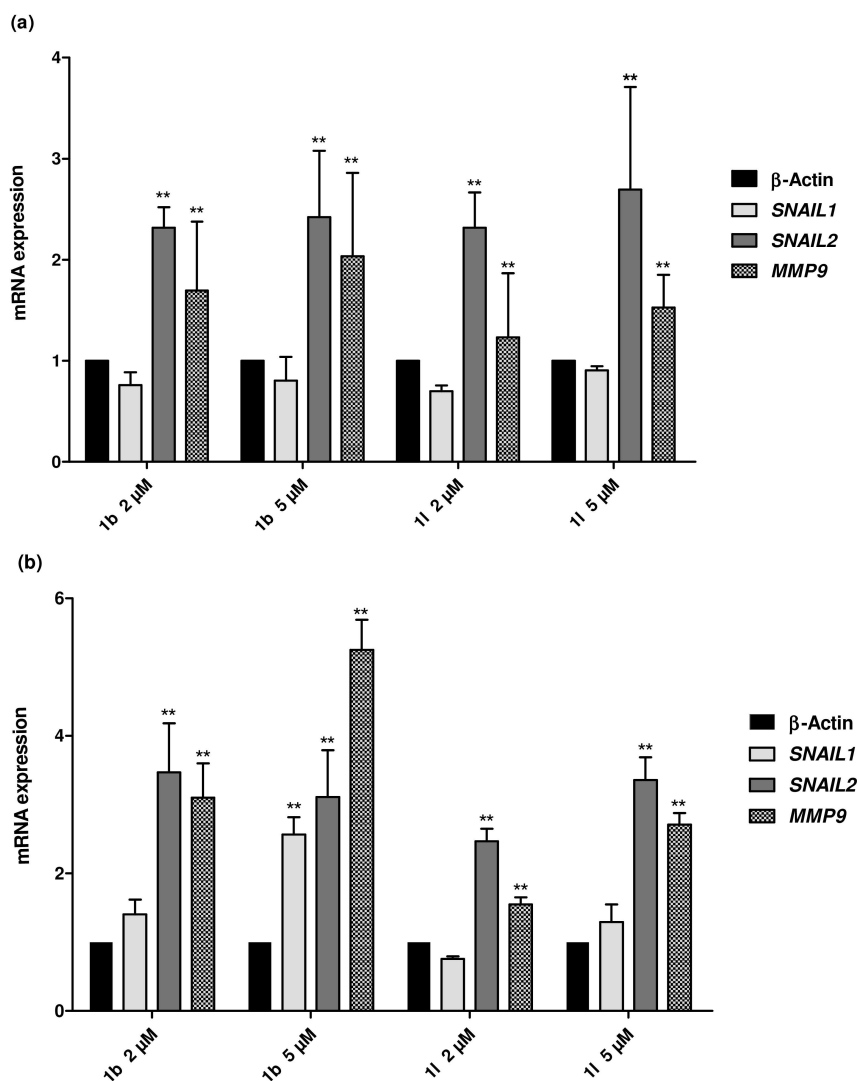 (a)
4
3
2
1
0
mRNA expression
**
**
**
**
**
**
**
**
1b 2 µM
1b 5 µM
1l 2 µM
1l 5 µM
β-Actin
SNAIL1
SNAIL2
MMP9
(b)
6
4
2
0
mRNA expression
**
**
**
**
**
**
**
**
**
1b 2 µM
1b 5 µM
1l 2 µM
1l 5 µM
β-Actin
SNAIL1
SNAIL2
MMP9